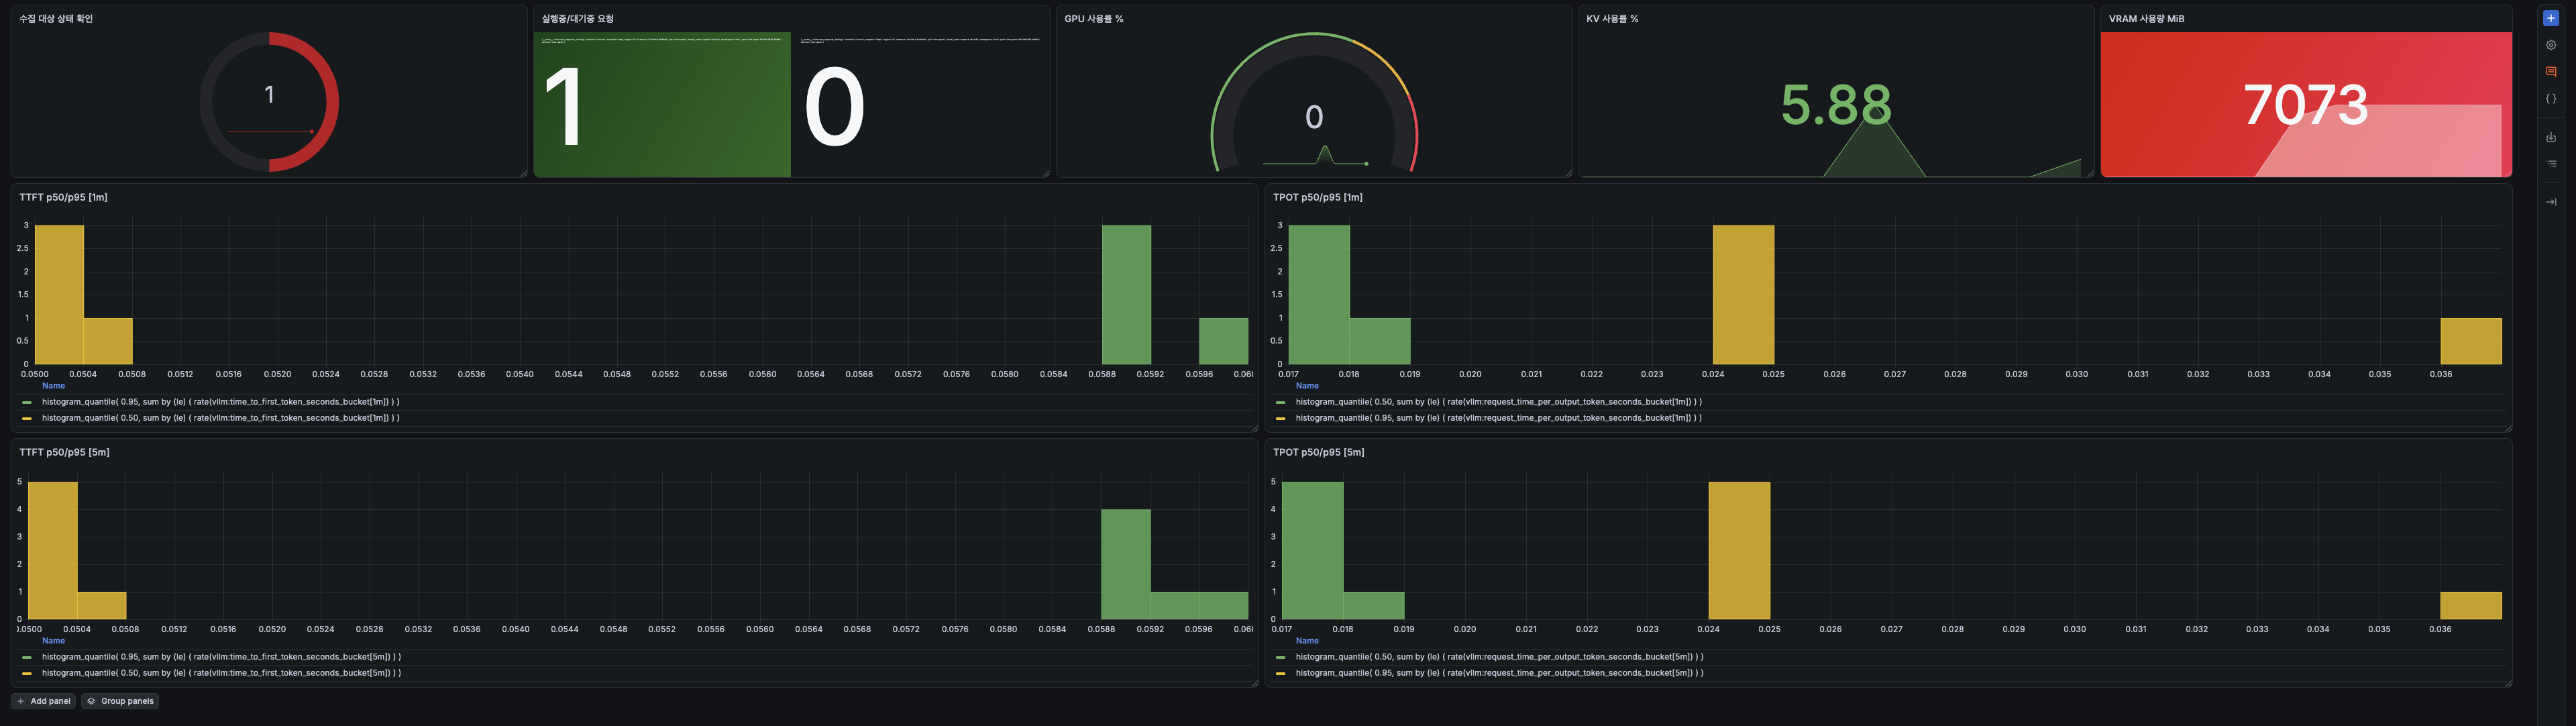 수집 대상 상태 확인
1
실행중/대기중 요청
1
0
GPU 사용률 %
0
KV 사용률 %
5.88
VRAM 사용량 MiB
7073
TTFT p50/p95 [1m]
3
2.5
2
1.5
1
0.5
0
0.0500 0.0504 0.0508 0.0512 0.0516 0.0520 0.0524 0.0528 0.0532 0.0536 0.0540 0.0544 0.0548 0.0552 0.0556 0.0560 0.0564 0.0568 0.0572 0.0576 0.0580 0.0584 0.0588 0.0592 0.0596
Name
histogram_quantile( 0.95, sum by (le) ( rate(vllm:time_to_first_token_seconds_bucket[1m]) ) )
histogram_quantile( 0.50, sum by (le) ( rate(vllm:time_to_first_token_seconds_bucket[1m]) ) )
TPOT p50/p95 [1m]
3
2.5
2
1.5
1
0.5
0
0.017 0.018 0.019 0.020 0.021 0.022 0.023 0.024 0.025 0.026 0.027 0.028 0.029 0.030 0.031 0.032 0.033 0.034 0.035 0.036
Name
histogram_quantile( 0.50, sum by (le) ( rate(vllm:request_time_per_output_token_seconds_bucket[1m]) ) )
histogram_quantile( 0.95, sum by (le) ( rate(vllm:request_time_per_output_token_seconds_bucket[1m]) ) )
TTFT p50/p95 [5m]
5
4
3
2
1
0
0.0500 0.0504 0.0508 0.0512 0.0516 0.0520 0.0524 0.0528 0.0532 0.0536 0.0540 0.0544 0.0548 0.0552 0.0556 0.0560 0.0564 0.0568 0.0572 0.0576 0.0580 0.0584 0.0588 0.0592 0.0596
Name
histogram_quantile( 0.95, sum by (le) ( rate(vllm:time_to_first_token_seconds_bucket[5m]) ) )
histogram_quantile( 0.50, sum by (le) ( rate(vllm:time_to_first_token_seconds_bucket[5m]) ) )
TPOT p50/p95 [5m]
5
4
3
2
1
0
0.017 0.018 0.019 0.020 0.021 0.022 0.023 0.024 0.025 0.026 0.027 0.028 0.029 0.030 0.031 0.032 0.033 0.034 0.035 0.036
Name
histogram_quantile( 0.50, sum by (le) ( rate(vllm:request_time_per_output_token_seconds_bucket[5m]) ) )
histogram_quantile( 0.95, sum by (le) ( rate(vllm:request_time_per_output_token_seconds_bucket[5m]) ) )
Add panel
Group panels